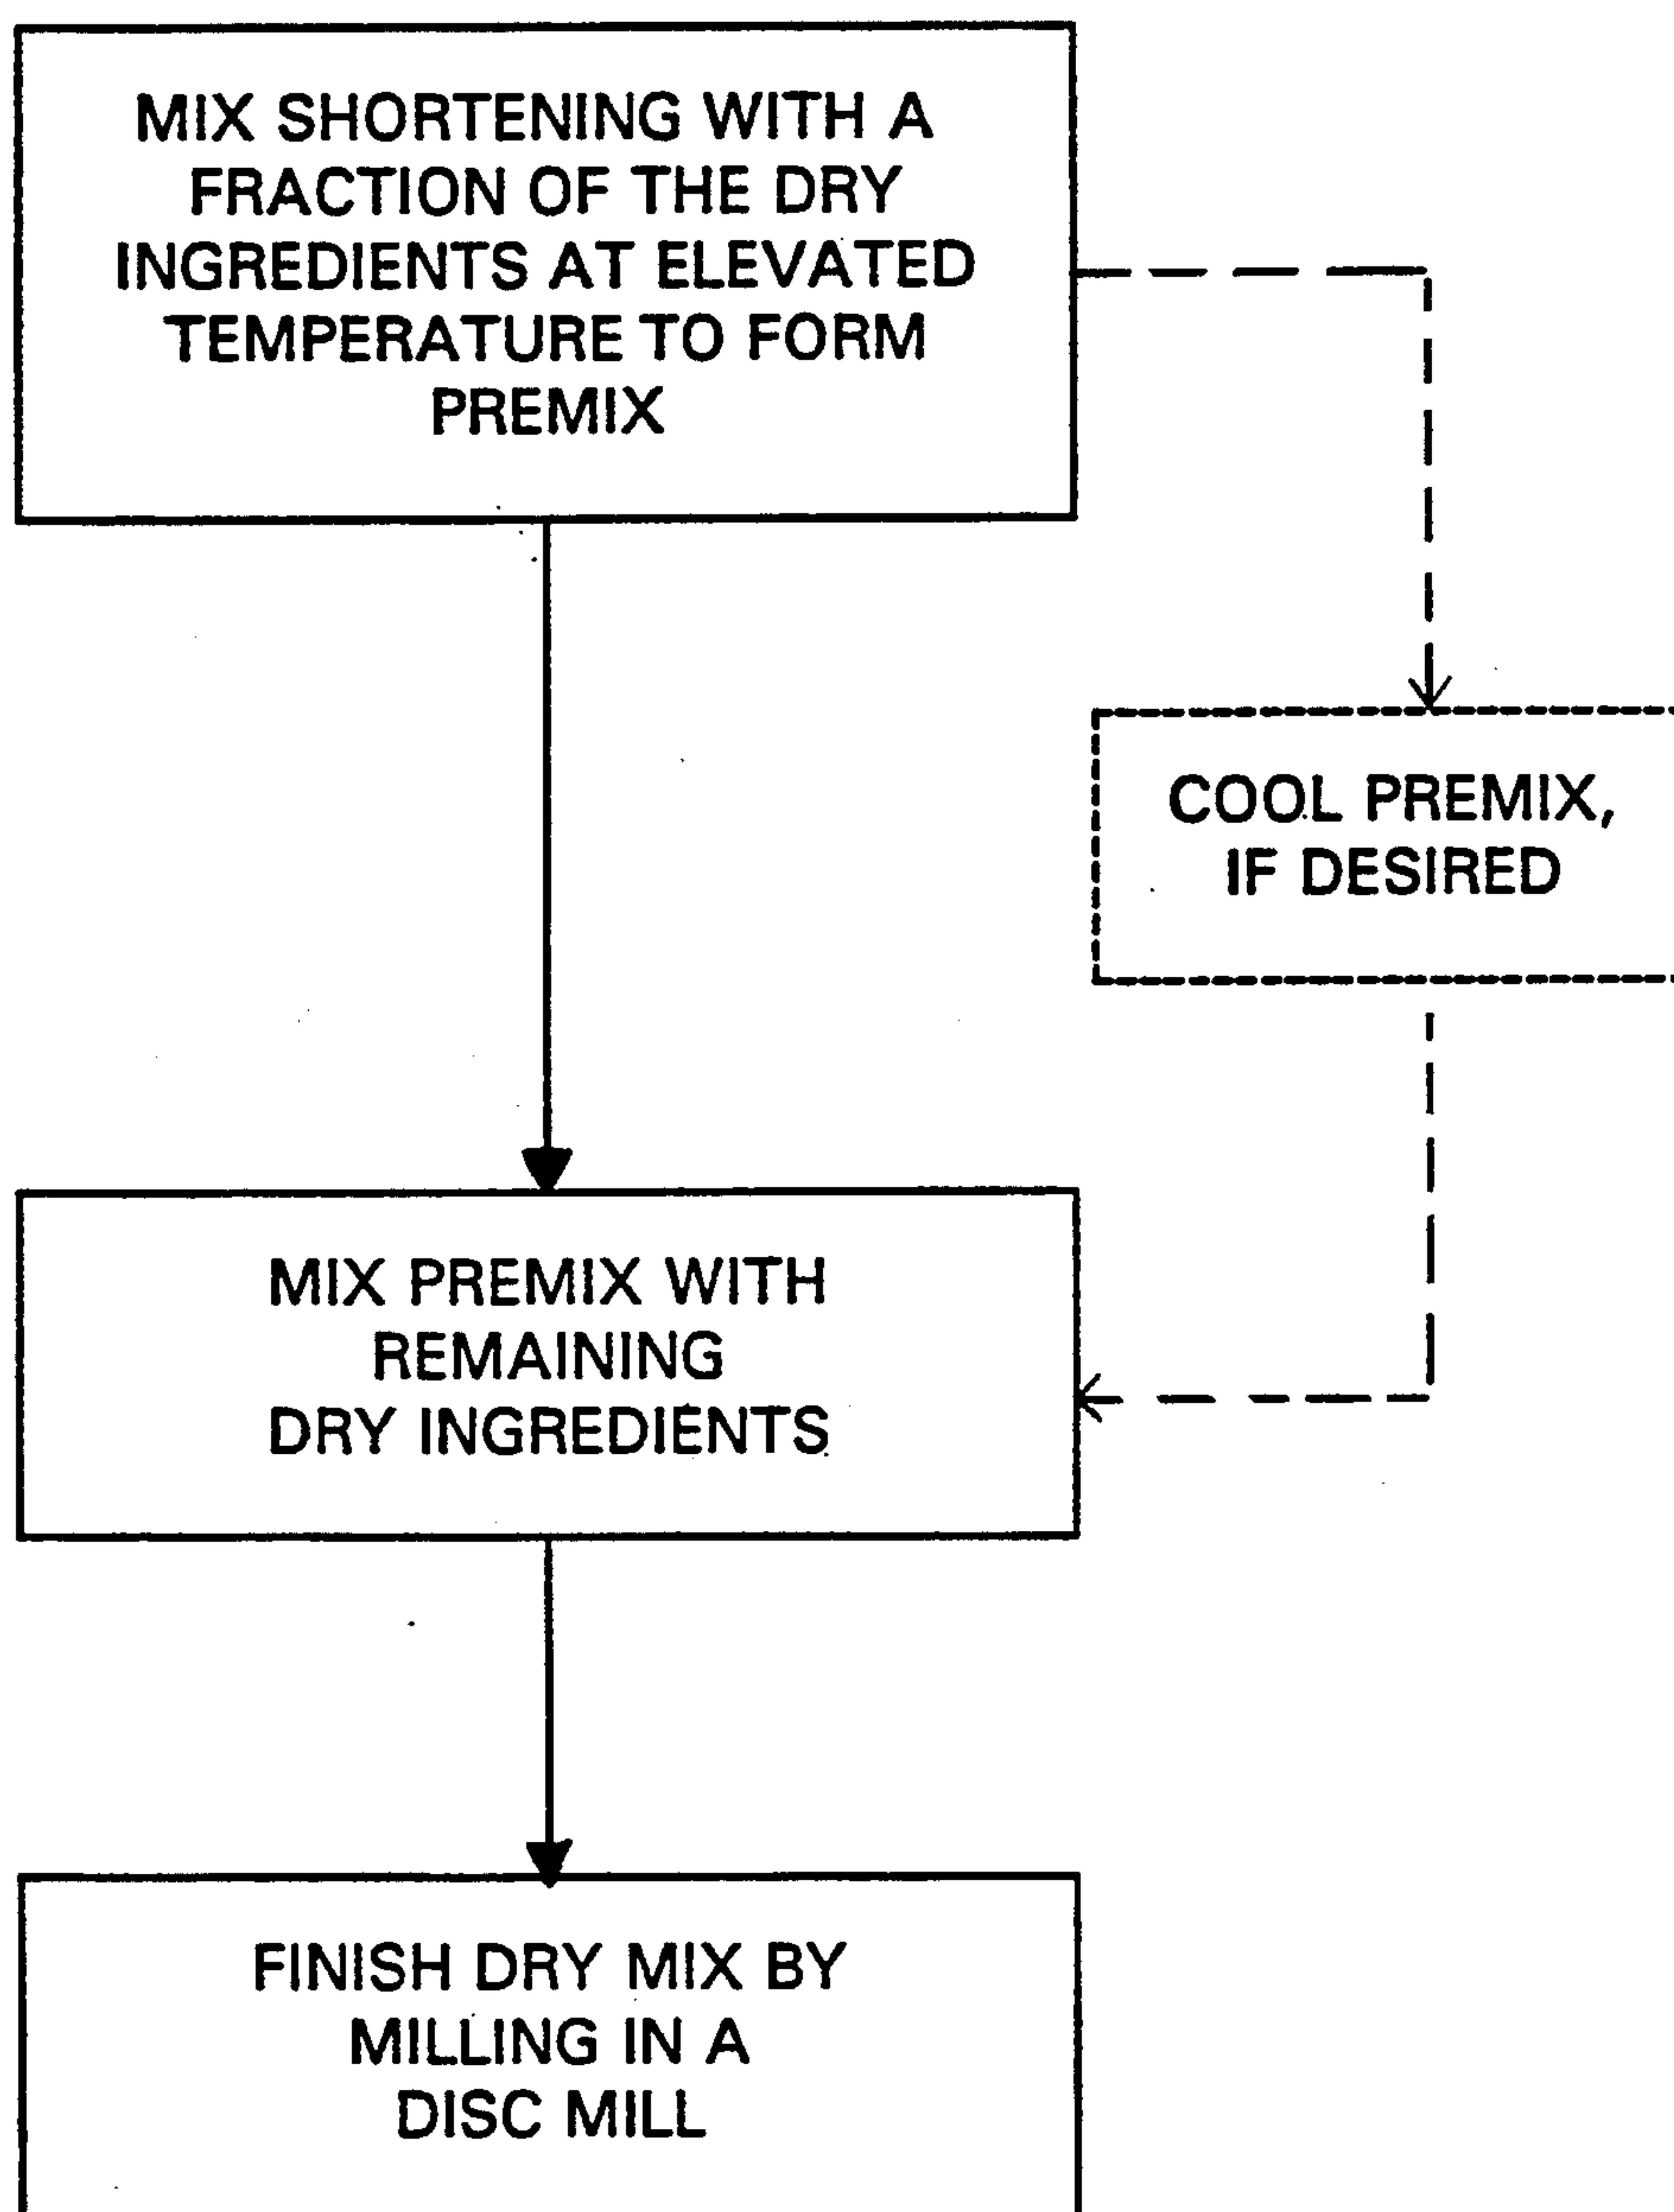 MIX SHORTENING WITH A
FRACTION OF THE DRY
INGREDIENTS AT ELEVATED
TEMPERATURE TO FORM
PREMIX
COOL PREMIX,
IF DESIRED
MIX PREMIX WITH
REMAINING
DRY INGREDIENTS
FINISH DRY MIX BY
MILLING IN A
DISC MILL